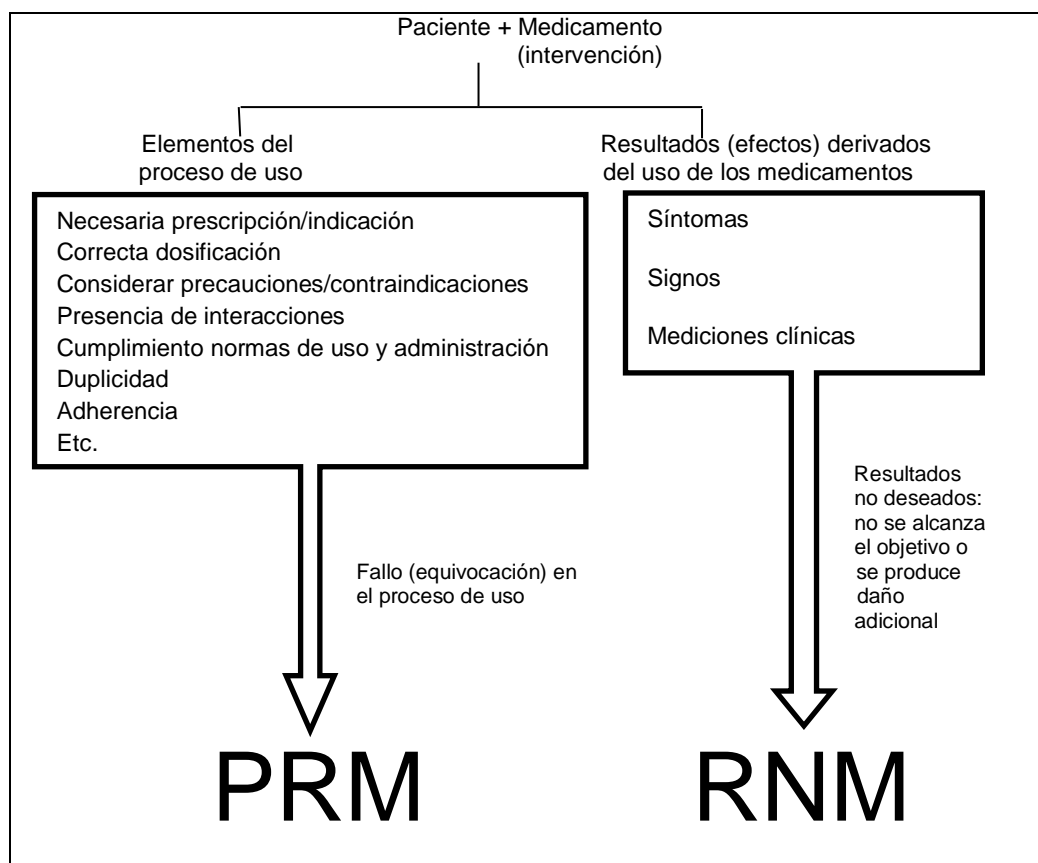 Paciente + Medicamento
(intervención)
Elementos del
proceso de uso
Necesaria prescripción/indicación
Correcta dosificación
Considerar precauciones/contraindicaciones
Presencia de interacciones
Cumplimiento normas de uso y administración
Duplicidad
Adherencia
Etc.
Fallo (equivocación) en
el proceso de uso
PRM
Resultados (efectos) derivados
del uso de los medicamentos
Síntomas
Signos
Mediciones clínicas
Resultados
no deseados:
no se alcanza
el objetivo o
se produce
daño
adicional
RNM